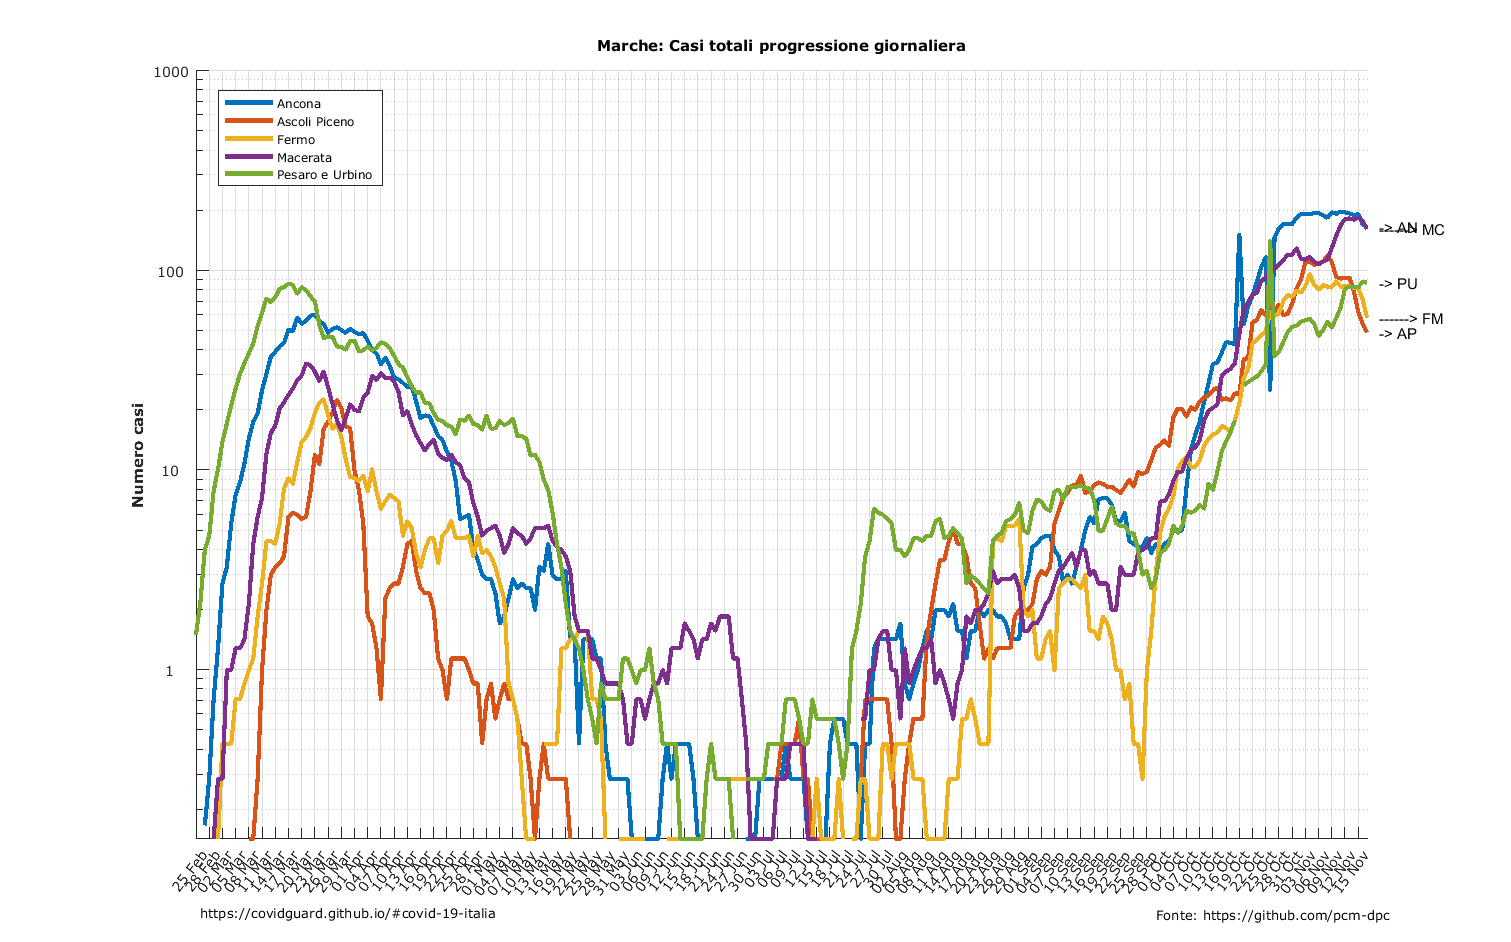 Marche: Casi totali progressione giornaliera
1000
100
10
1
Numero casi
Ancona
Ascoli Piceno
Fermo
Macerata
Pesaro e Urbino
-> AN
------> MC
-> PU
------> FM
-> AP
25 Feb
28 Feb
02 Mar
05 Mar
08 Mar
11 Mar
14 Mar
17 Mar
20 Mar
23 Mar
26 Mar
29 Mar
01 Apr
04 Apr
07 Apr
10 Apr
13 Apr
16 Apr
19 Apr
22 Apr
25 Apr
28 Apr
01 May
04 May
07 May
10 May
13 May
16 May
19 May
22 May
25 May
28 May
31 May
03 Jun
06 Jun
09 Jun
12 Jun
15 Jun
18 Jun
21 Jun
24 Jun
27 Jun
30 Jun
03 Jul
06 Jul
09 Jul
12 Jul
15 Jul
18 Jul
21 Jul
24 Jul
27 Jul
30 Jul
02 Aug
05 Aug
08 Aug
11 Aug
14 Aug
17 Aug
20 Aug
23 Aug
26 Aug
29 Aug
01 Sep
04 Sep
07 Sep
10 Sep
13 Sep
16 Sep
19 Sep
22 Sep
25 Sep
28 Sep
01 Oct
04 Oct
07 Oct
10 Oct
13 Oct
16 Oct
19 Oct
22 Oct
25 Oct
28 Oct
31 Oct
03 Nov
06 Nov
09 Nov
12 Nov
15 Nov
https://covidguard.github.io/#covid-19-italia
Fonte: https://github.com/pcm-dpc